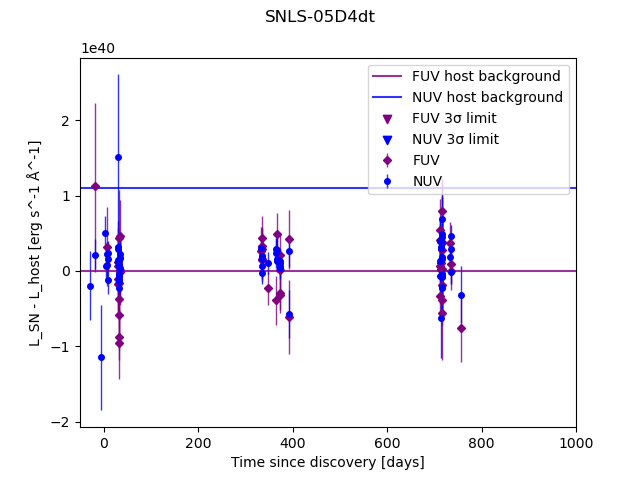 SNLS-05D4dt
1e40
FUV host background
NUV host background
FUV 3σ limit
NUV 3σ limit
FUV
NUV
2
1
0
−1
−2
L_SN - L_host [erg s^-1 Å^-1]
0 200 400 600 800 1000
Time since discovery [days]